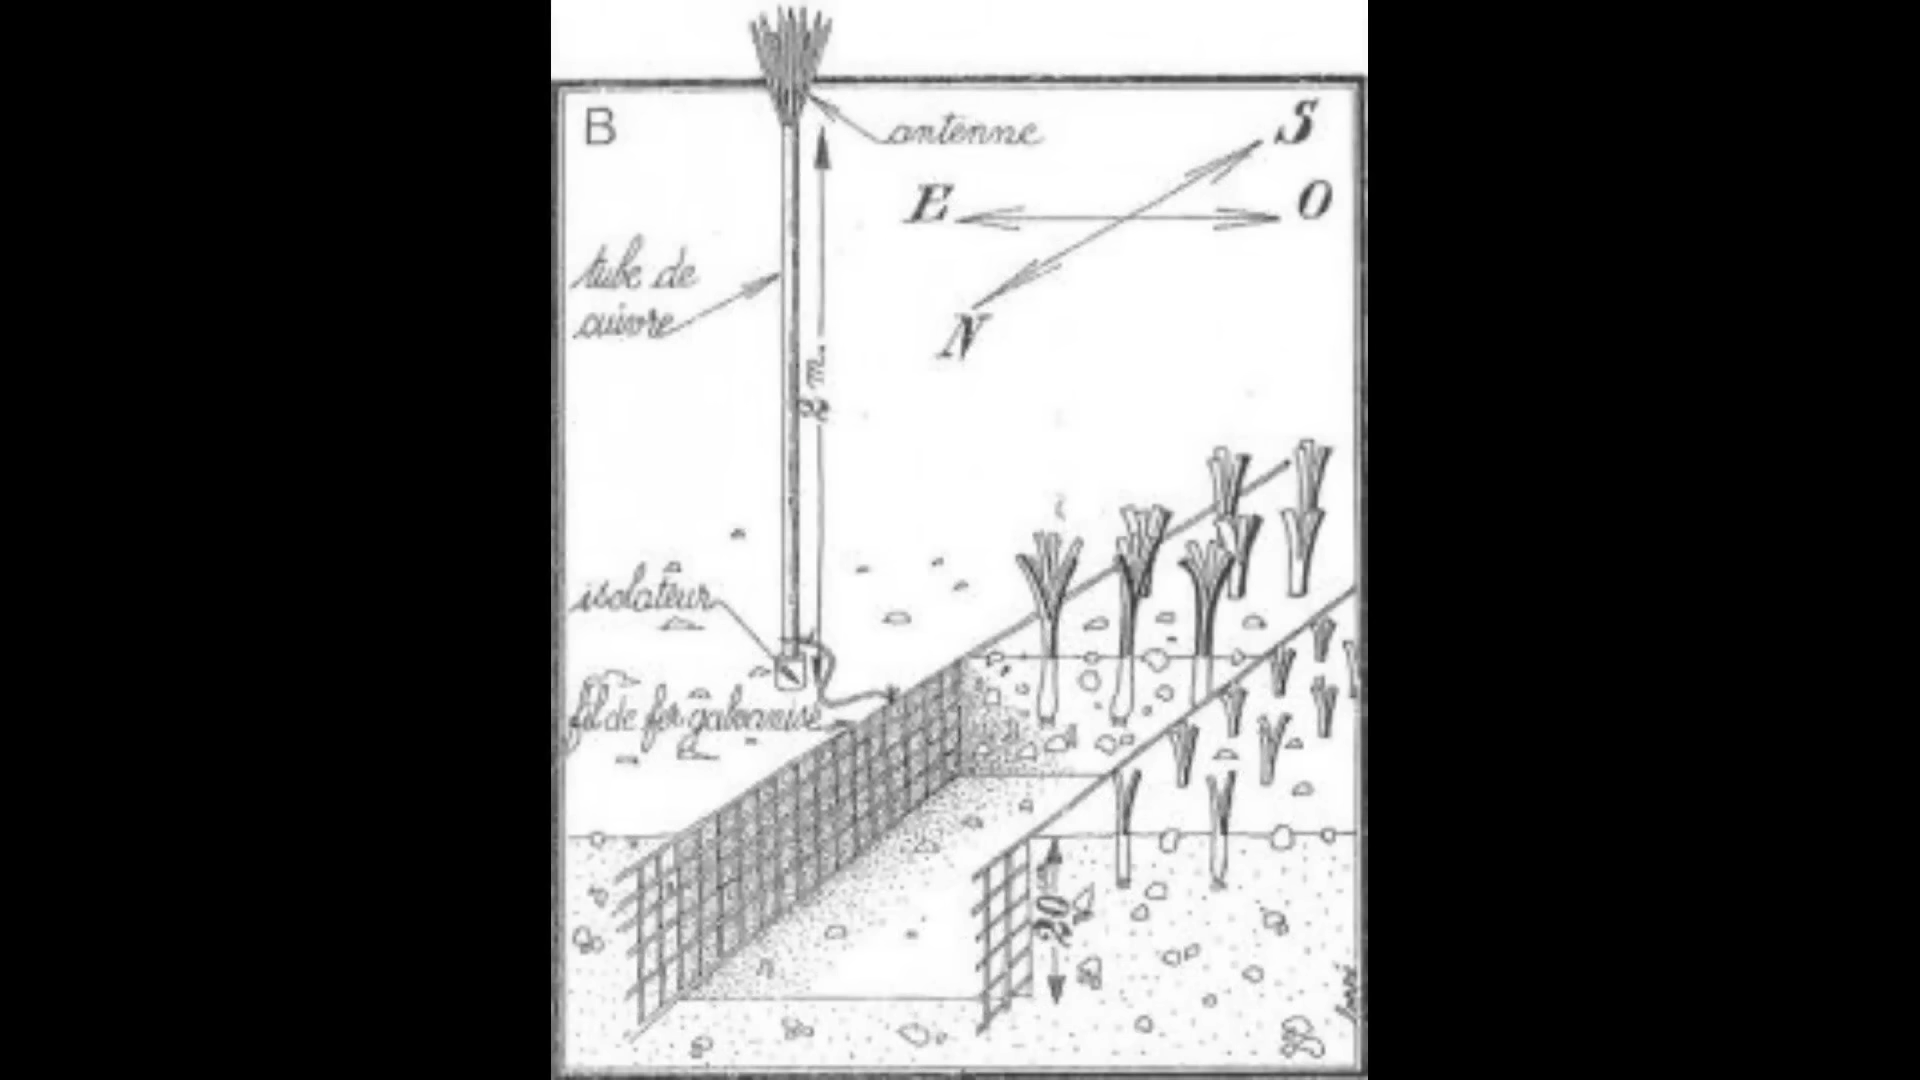 B
antenne
S
E
O
tube de
cuivre
N
2 m.
isolateur
fil de fer galvanisé
20